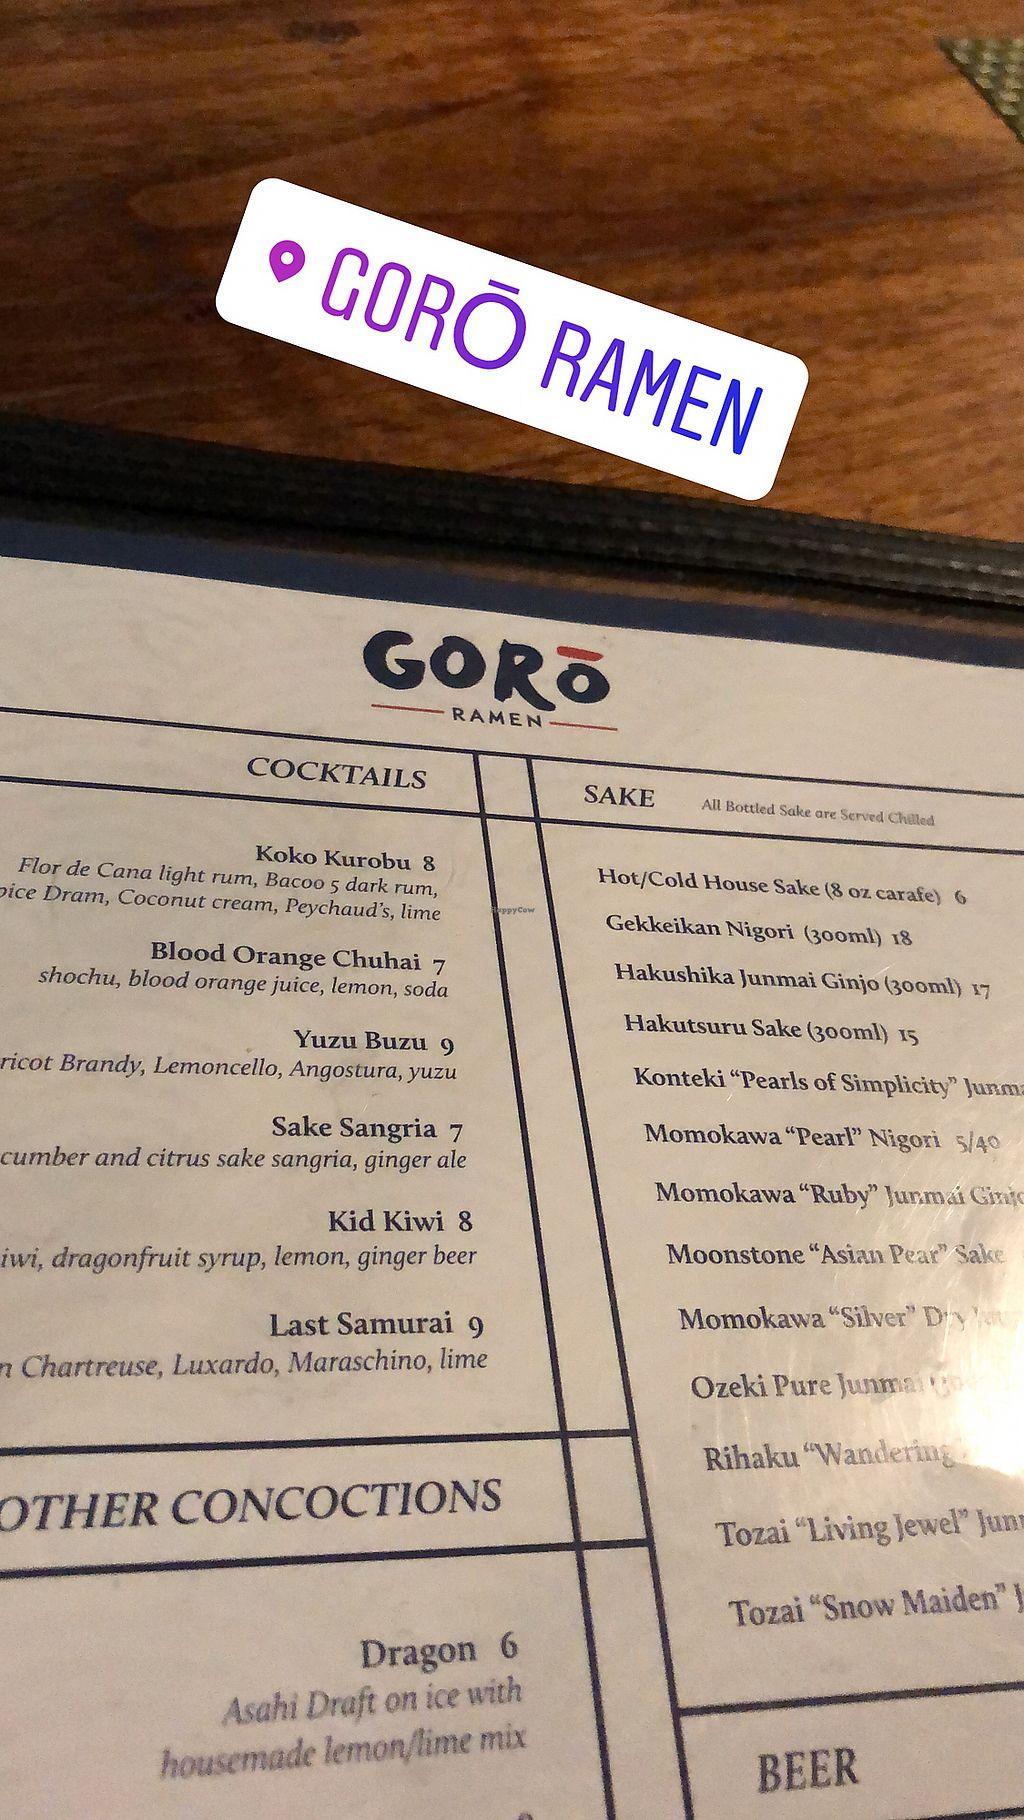 GORŌ RAMEN
GORō
RAMEN
COCKTAILS
Koko Kurobu 8
Flor de Cana light rum, Bacoo 5 dark rum,
Dram, Coconut cream, Peychaud's, lime
Blood Orange Chuhai 7
shochu, blood orange juice, lemon, soda
Yuzu Buzu 9
Brandy, Lemoncello, Angostura, yuzu
Sake Sangria 7
and citrus sake sangria, ginger ale
Kid Kiwi 8
dragonfruit syrup, lemon, ginger beer
Last Samurai 9
Chartreuse, Luxardo, Maraschino, lime
OTHER CONCOCTIONS
Dragon 6
Asahi Draft on ice with
housemade lemon/lime mix
SAKE All Bottled Sake are Served Chilled
Hot/Cold House Sake (8 oz carafe) 6
Gekkeikan Nigori (300ml) 18
Hakushika Junmai Ginjo (300ml) 17
Hakutsuru Sake (300ml) 15
Konteki "Pearls of Simplicity"
Momokawa "Pearl" Nigori 5/40
Momokawa "Ruby" Junmai
Moonstone "Asian Pear" Sake
Momokawa "Silver" Dry
Ozeki Pure Junmai
Rihaku "Wandering
Tozai "Living Jewel"
Tozai "Snow Maiden"
BEER
HappyCow